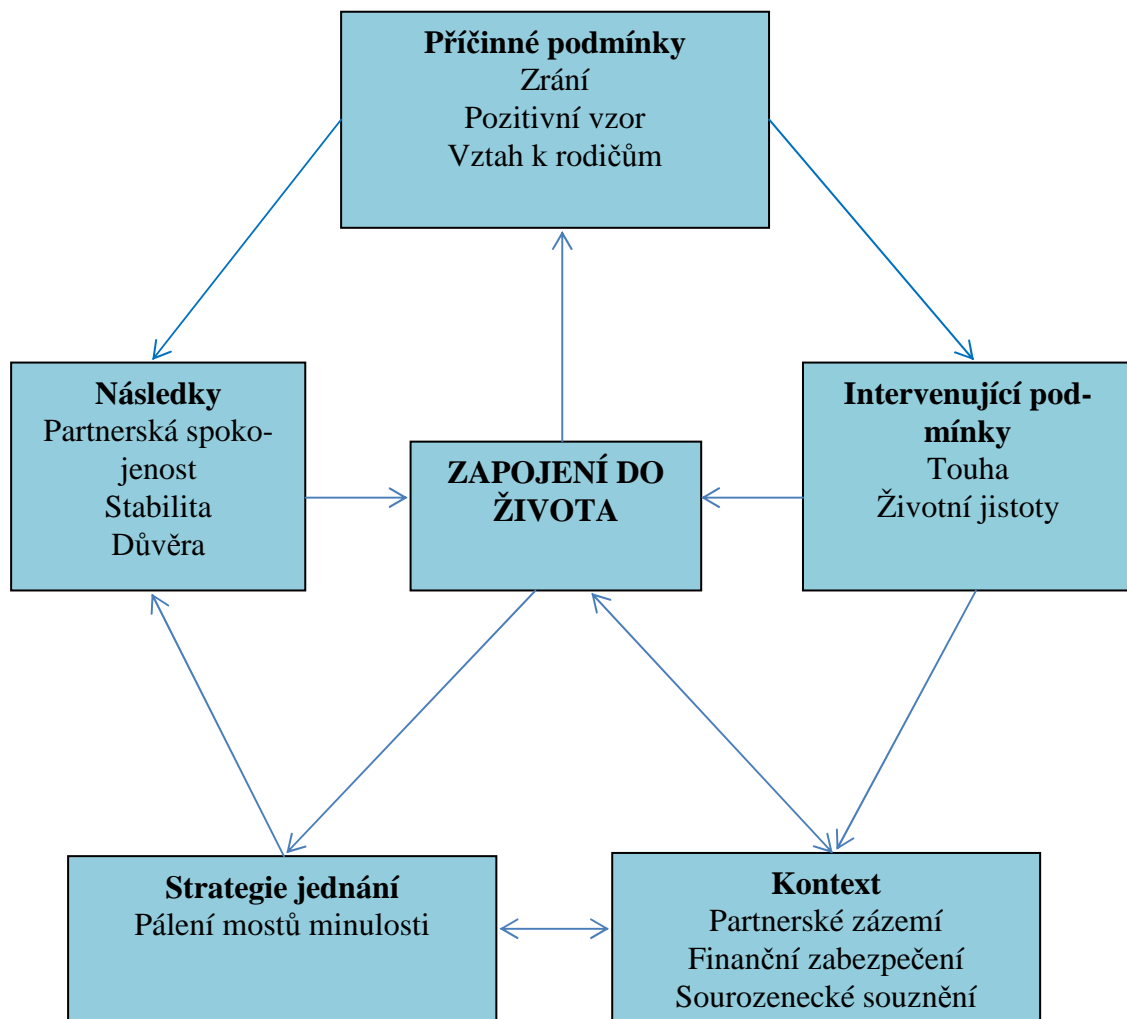 Příčinné podmínky
Zrání
Pozitivní vzor
Vztah k rodičům
Následky
Partnerská spoko-
jenost
Stabilita
Důvěra
ZAPOJENÍ DO
ŽIVOTA
Intervenující pod-
mínky
Touha
Životní jistoty
Strategie jednání
Pálení mostů minulosti
Kontext
Partnerské zázemí
Finanční zabezpečení
Sourozenecké souznění